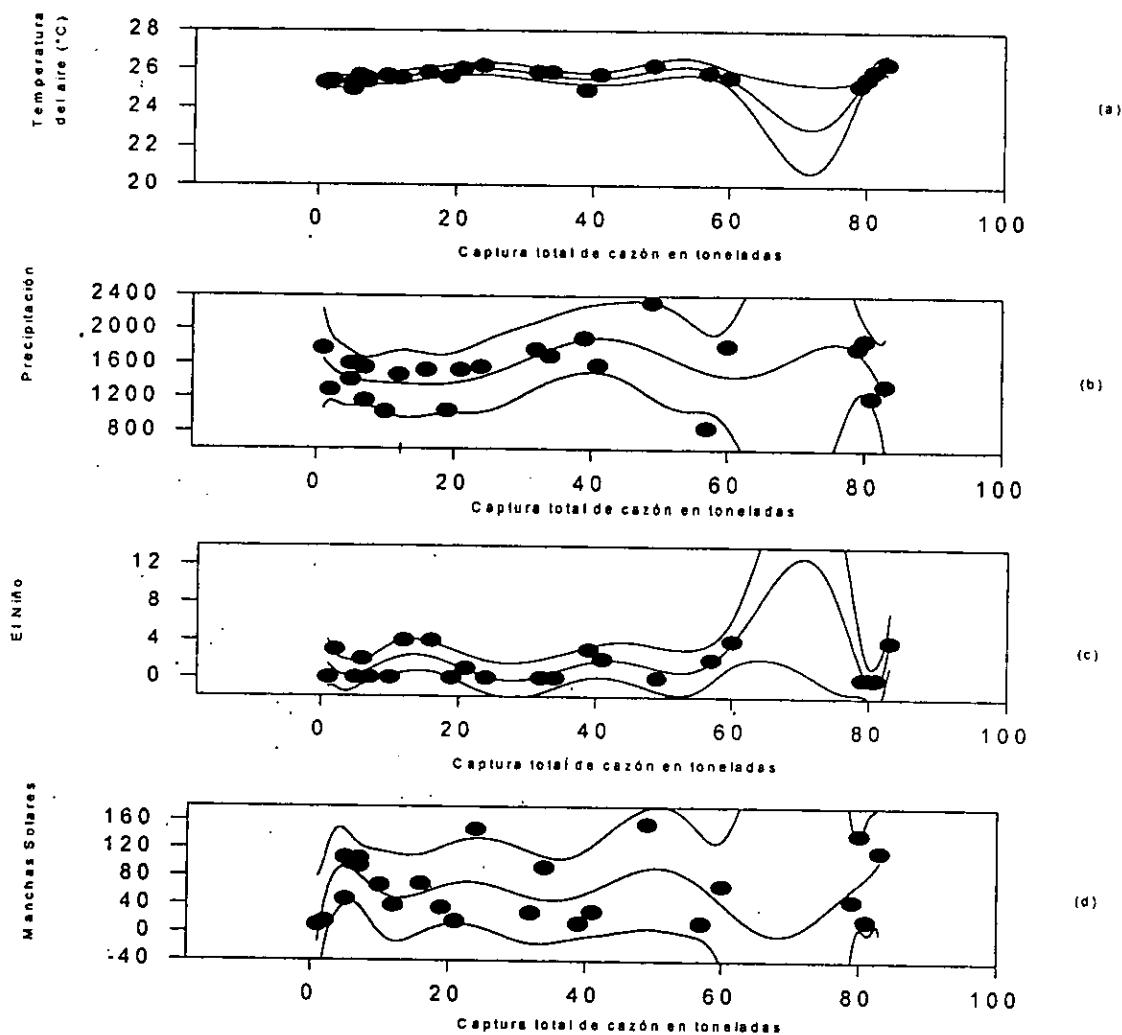 Temperatura
del aire (°C)
28
26
24
22
20
0 20 40 60 80 100
Captura total de cazón en toneladas
(a)
Precipitación
2400
2000
1600
1200
800
0 20 40 60 80 100
Captura total de cazón en toneladas
(b)
El Niño
12
8
4
0
0 20 40 60 80 100
Captura total de cazón en toneladas
(c)
Manchas Solares
160
120
80
40
0
-40
0 20 40 60 80 100
Captura total de cazón en toneladas
(d)